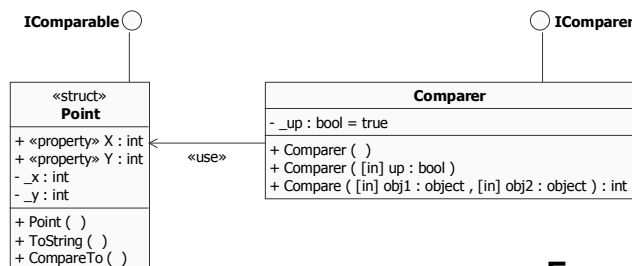 IComparable
IComparer
«struct»
Point
+ «property» X : int
+ «property» Y : int
- _x : int
- _y : int
+ Point ( )
+ ToString ( )
+ CompareTo ( )
«use»
Comparer
- _up : bool = true
+ Comparer ( )
+ Comparer ( [in] up : bool )
+ Compare ( [in] obj1 : object , [in] obj2 : object ) : int